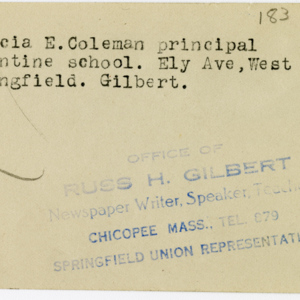 183
cia E.Coleman principal
ntine school. Ely Ave,West
ngfield. Gilbert.
OFFICE OF
RUSS H. GILBERT
Newspaper Writer, Speaker, Teach
CHICOPEE MASS., TEL 879
SPRINGFIELD UNION REPRESENTATI